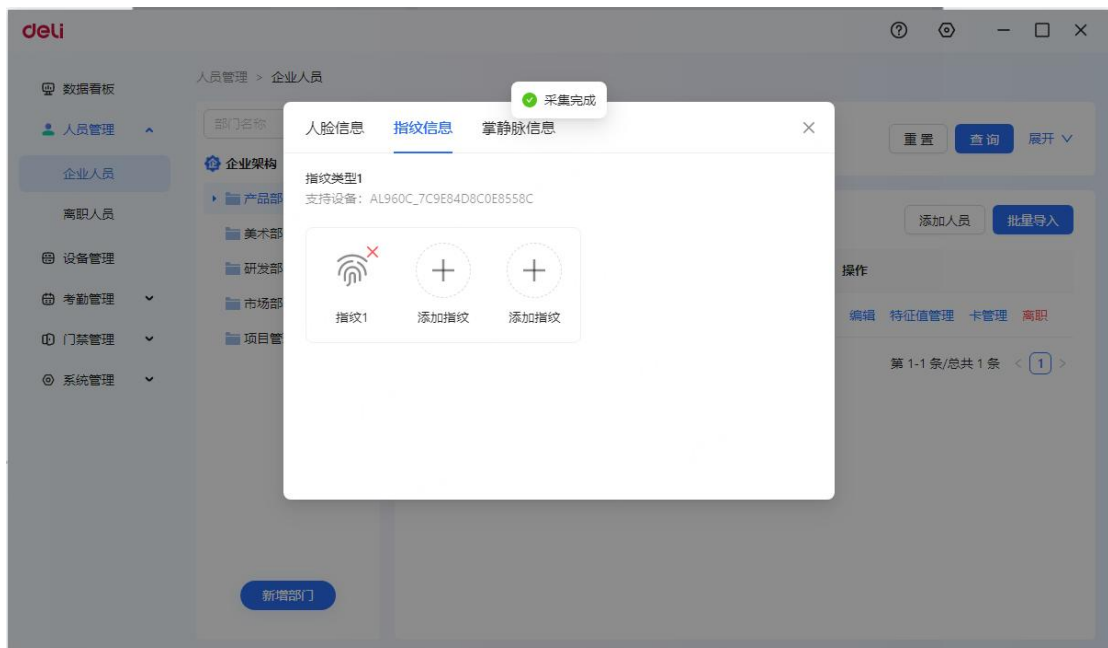 deli
数据看板
人员管理
企业人员
离职人员
设备管理
考勤管理
门禁管理
系统管理
人员管理 > 企业人员
部门名称
企业架构
产品部
美术部
研发部
市场部
项目管
新增部门
采集完成
人脸信息 指纹信息 掌静脉信息
指纹类型1
支持设备：AL960C_7C9E84D8C0E8558C
指纹1 添加指纹 添加指纹
重置 查询 展开
添加人员 批量导入
操作
编辑 特征值管理 卡管理 离职
第 1-1 条/总共 1 条 < 1 >